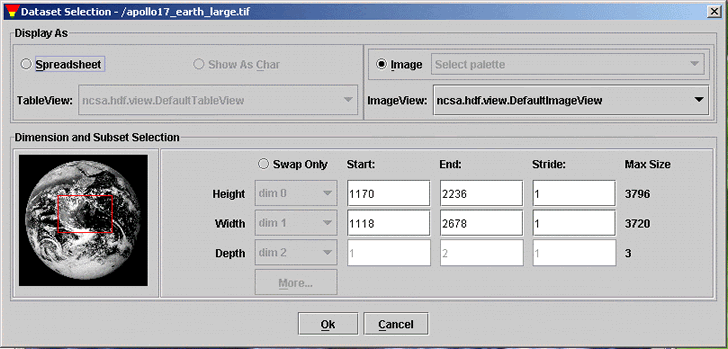 Dataset Selection - /apollo17_earth_large.tif
Display As
Spreadsheet Show As Char Image Select palette
TableView: ncsa.hdf.view.DefaultTableView ImageView: ncsa.hdf.view.DefaultImageView
Dimension and Subset Selection
Swap Only Start: End: Stride: Max Size
Height dim 0 1170 2236 1 3796
Width dim 1 1118 2678 1 3720
Depth dim 2 1 2 1 3
More...
Ok Cancel